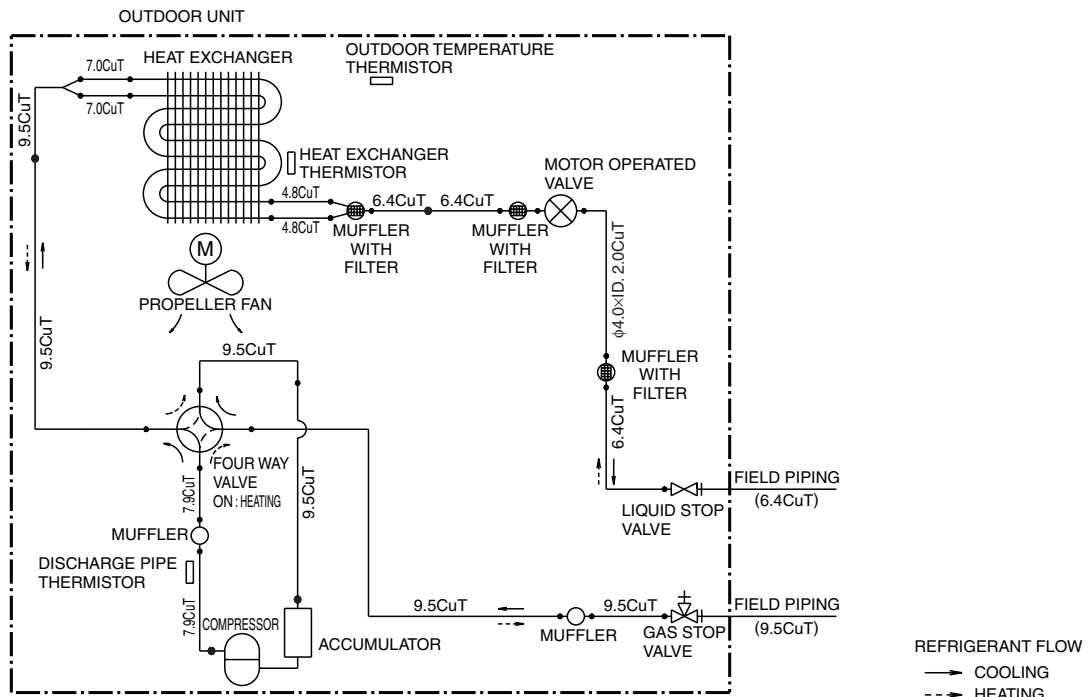 OUTDOOR UNIT
HEAT EXCHANGER
OUTDOOR TEMPERATURE
THERMISTOR
7.0CuT
7.0CuT
9.5CuT
HEAT EXCHANGER
THERMISTOR
MOTOR OPERATED
VALVE
4.8CuT
4.8CuT
6.4CuT
6.4CuT
MUFFLER
WITH
FILTER
MUFFLER
WITH
FILTER
M
PROPELLER FAN
ϕ4.0×ID. 2.0CuT
9.5CuT
9.5CuT
MUFFLER
WITH
FILTER
6.4CuT
FOUR WAY
VALVE
ON : HEATING
7.9CuT
9.5CuT
FIELD PIPING
(6.4CuT)
LIQUID STOP
VALVE
MUFFLER
DISCHARGE PIPE
THERMISTOR
7.9CuT
COMPRESSOR
ACCUMULATOR
9.5CuT
9.5CuT
MUFFLER
GAS STOP
VALVE
FIELD PIPING
(9.5CuT)
REFRIGERANT FLOW
COOLING
HEATING